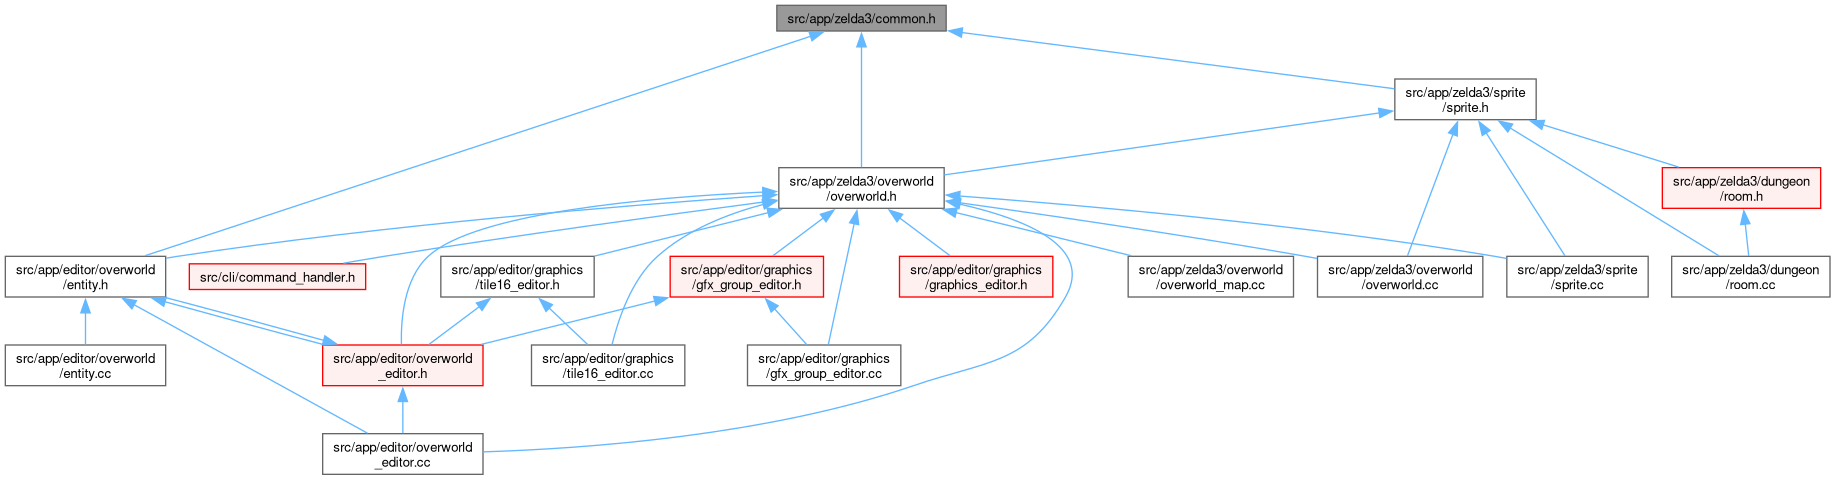 src/app/zelda3/common.h
src/app/zelda3/sprite
/sprite.h
src/app/zelda3/overworld
/overworld.h
src/app/zelda3/dungeon
/room.h
src/app/editor/overworld
/entity.h
src/cli/command_handler.h
src/app/editor/graphics
/tile16_editor.h
src/app/editor/graphics
/gfx_group_editor.h
src/app/editor/graphics
/graphics_editor.h
src/app/zelda3/overworld
/overworld_map.cc
src/app/zelda3/overworld
/overworld.cc
src/app/zelda3/sprite
/sprite.cc
src/app/zelda3/dungeon
/room.cc
src/app/editor/overworld
/entity.cc
src/app/editor/overworld
_editor.h
src/app/editor/graphics
/tile16_editor.cc
src/app/editor/graphics
/gfx_group_editor.cc
src/app/editor/overworld
_editor.cc